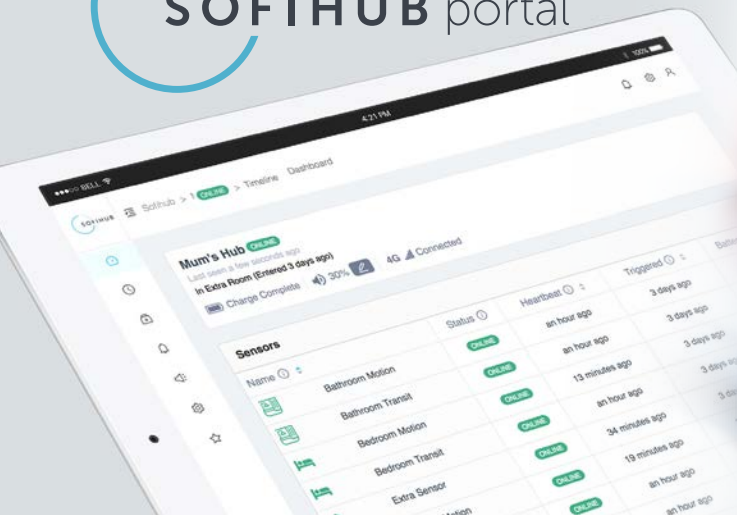 SOFIHUB portal
BELL
4:21 PM
100%
SOFIHUB
Sofihub > 1 ONLINE > Timeline Dashboard
Mum's Hub ONLINE
Last seen a few seconds ago
In Extra Room (Entered 3 days ago)
Charge Complete 30% 4G Connected
Sensors
Name Status Heartbeat Triggered
Bathroom Motion ONLINE an hour ago 3 days ago
Bathroom Transit ONLINE an hour ago 3 days ago
Bedroom Motion ONLINE 13 minutes ago 3 days ago
Bedroom Transit ONLINE an hour ago 3 days ago
Extra Sensor ONLINE 34 minutes ago
ONLINE 19 minutes ago
an hour ago
an hour ago